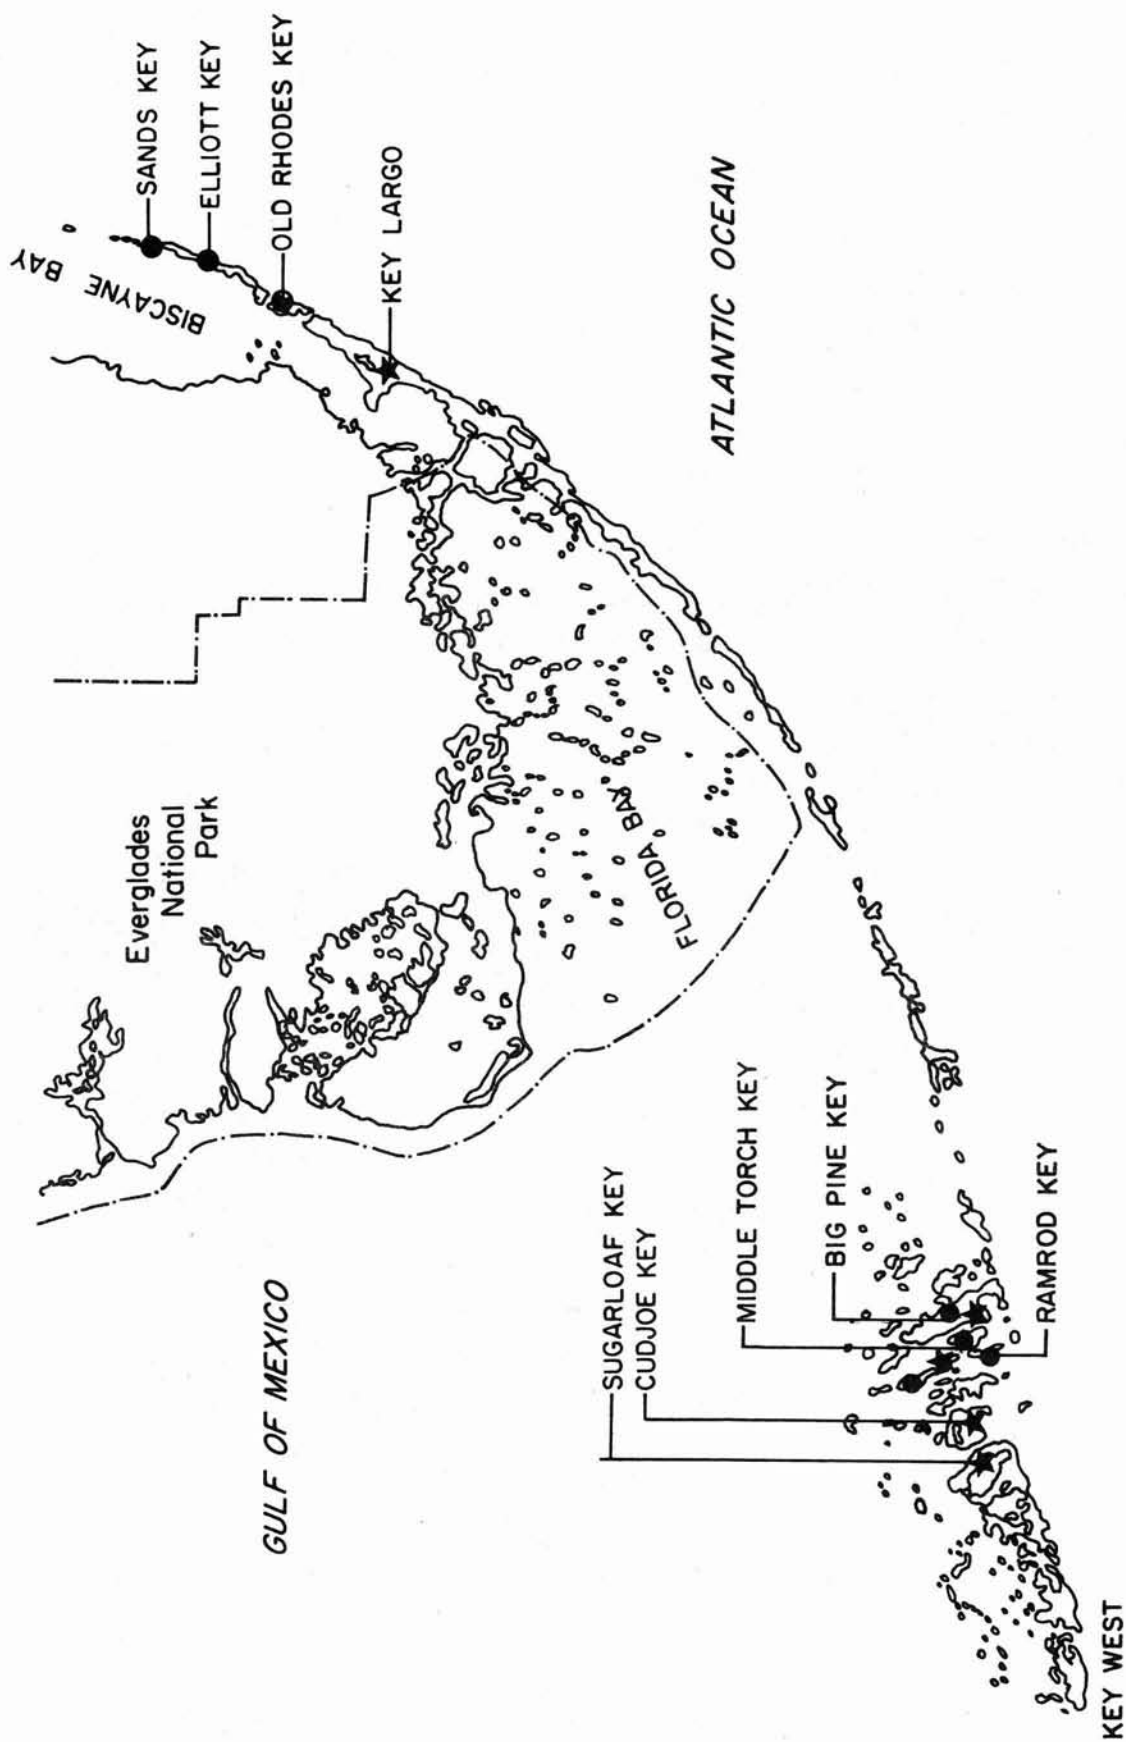 Everglades
National
Park
BISCAYNE BAY
SANDS KEY
ELLIOTT KEY
OLD RHODES KEY
KEY LARGO
ATLANTIC OCEAN
FLORIDA BAY
GULF OF MEXICO
SUGARLOAF KEY
CUDJOE KEY
MIDDLE TORCH KEY
BIG PINE KEY
RAMROD KEY
KEY WEST